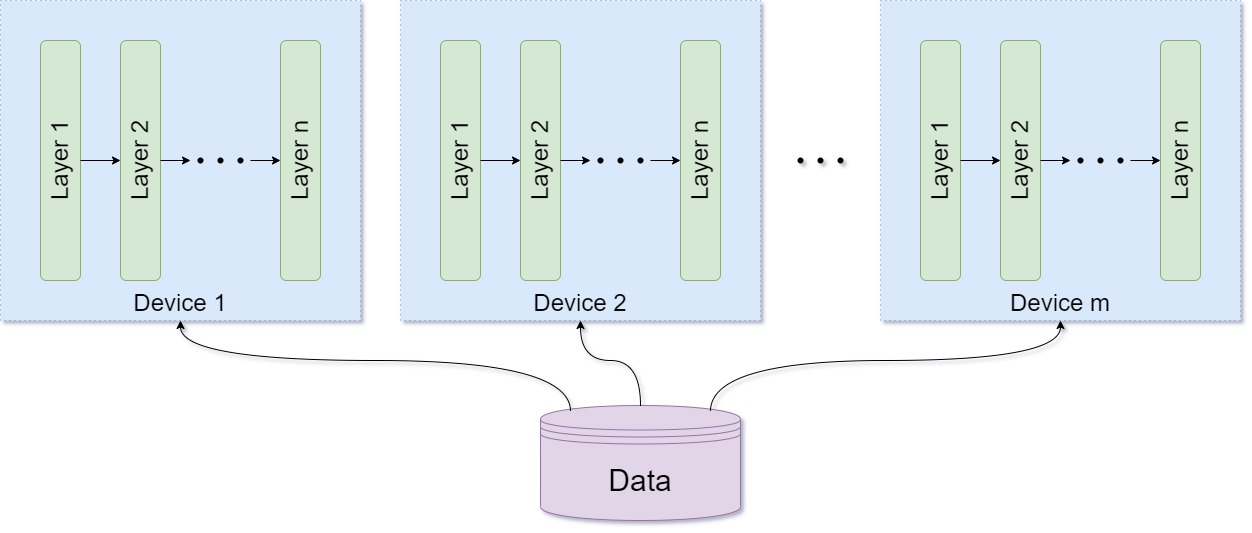 Layer 1
Layer 2
Layer n
Device 1
Layer 1
Layer 2
Layer n
Device 2
Layer 1
Layer 2
Layer n
Device m
Data